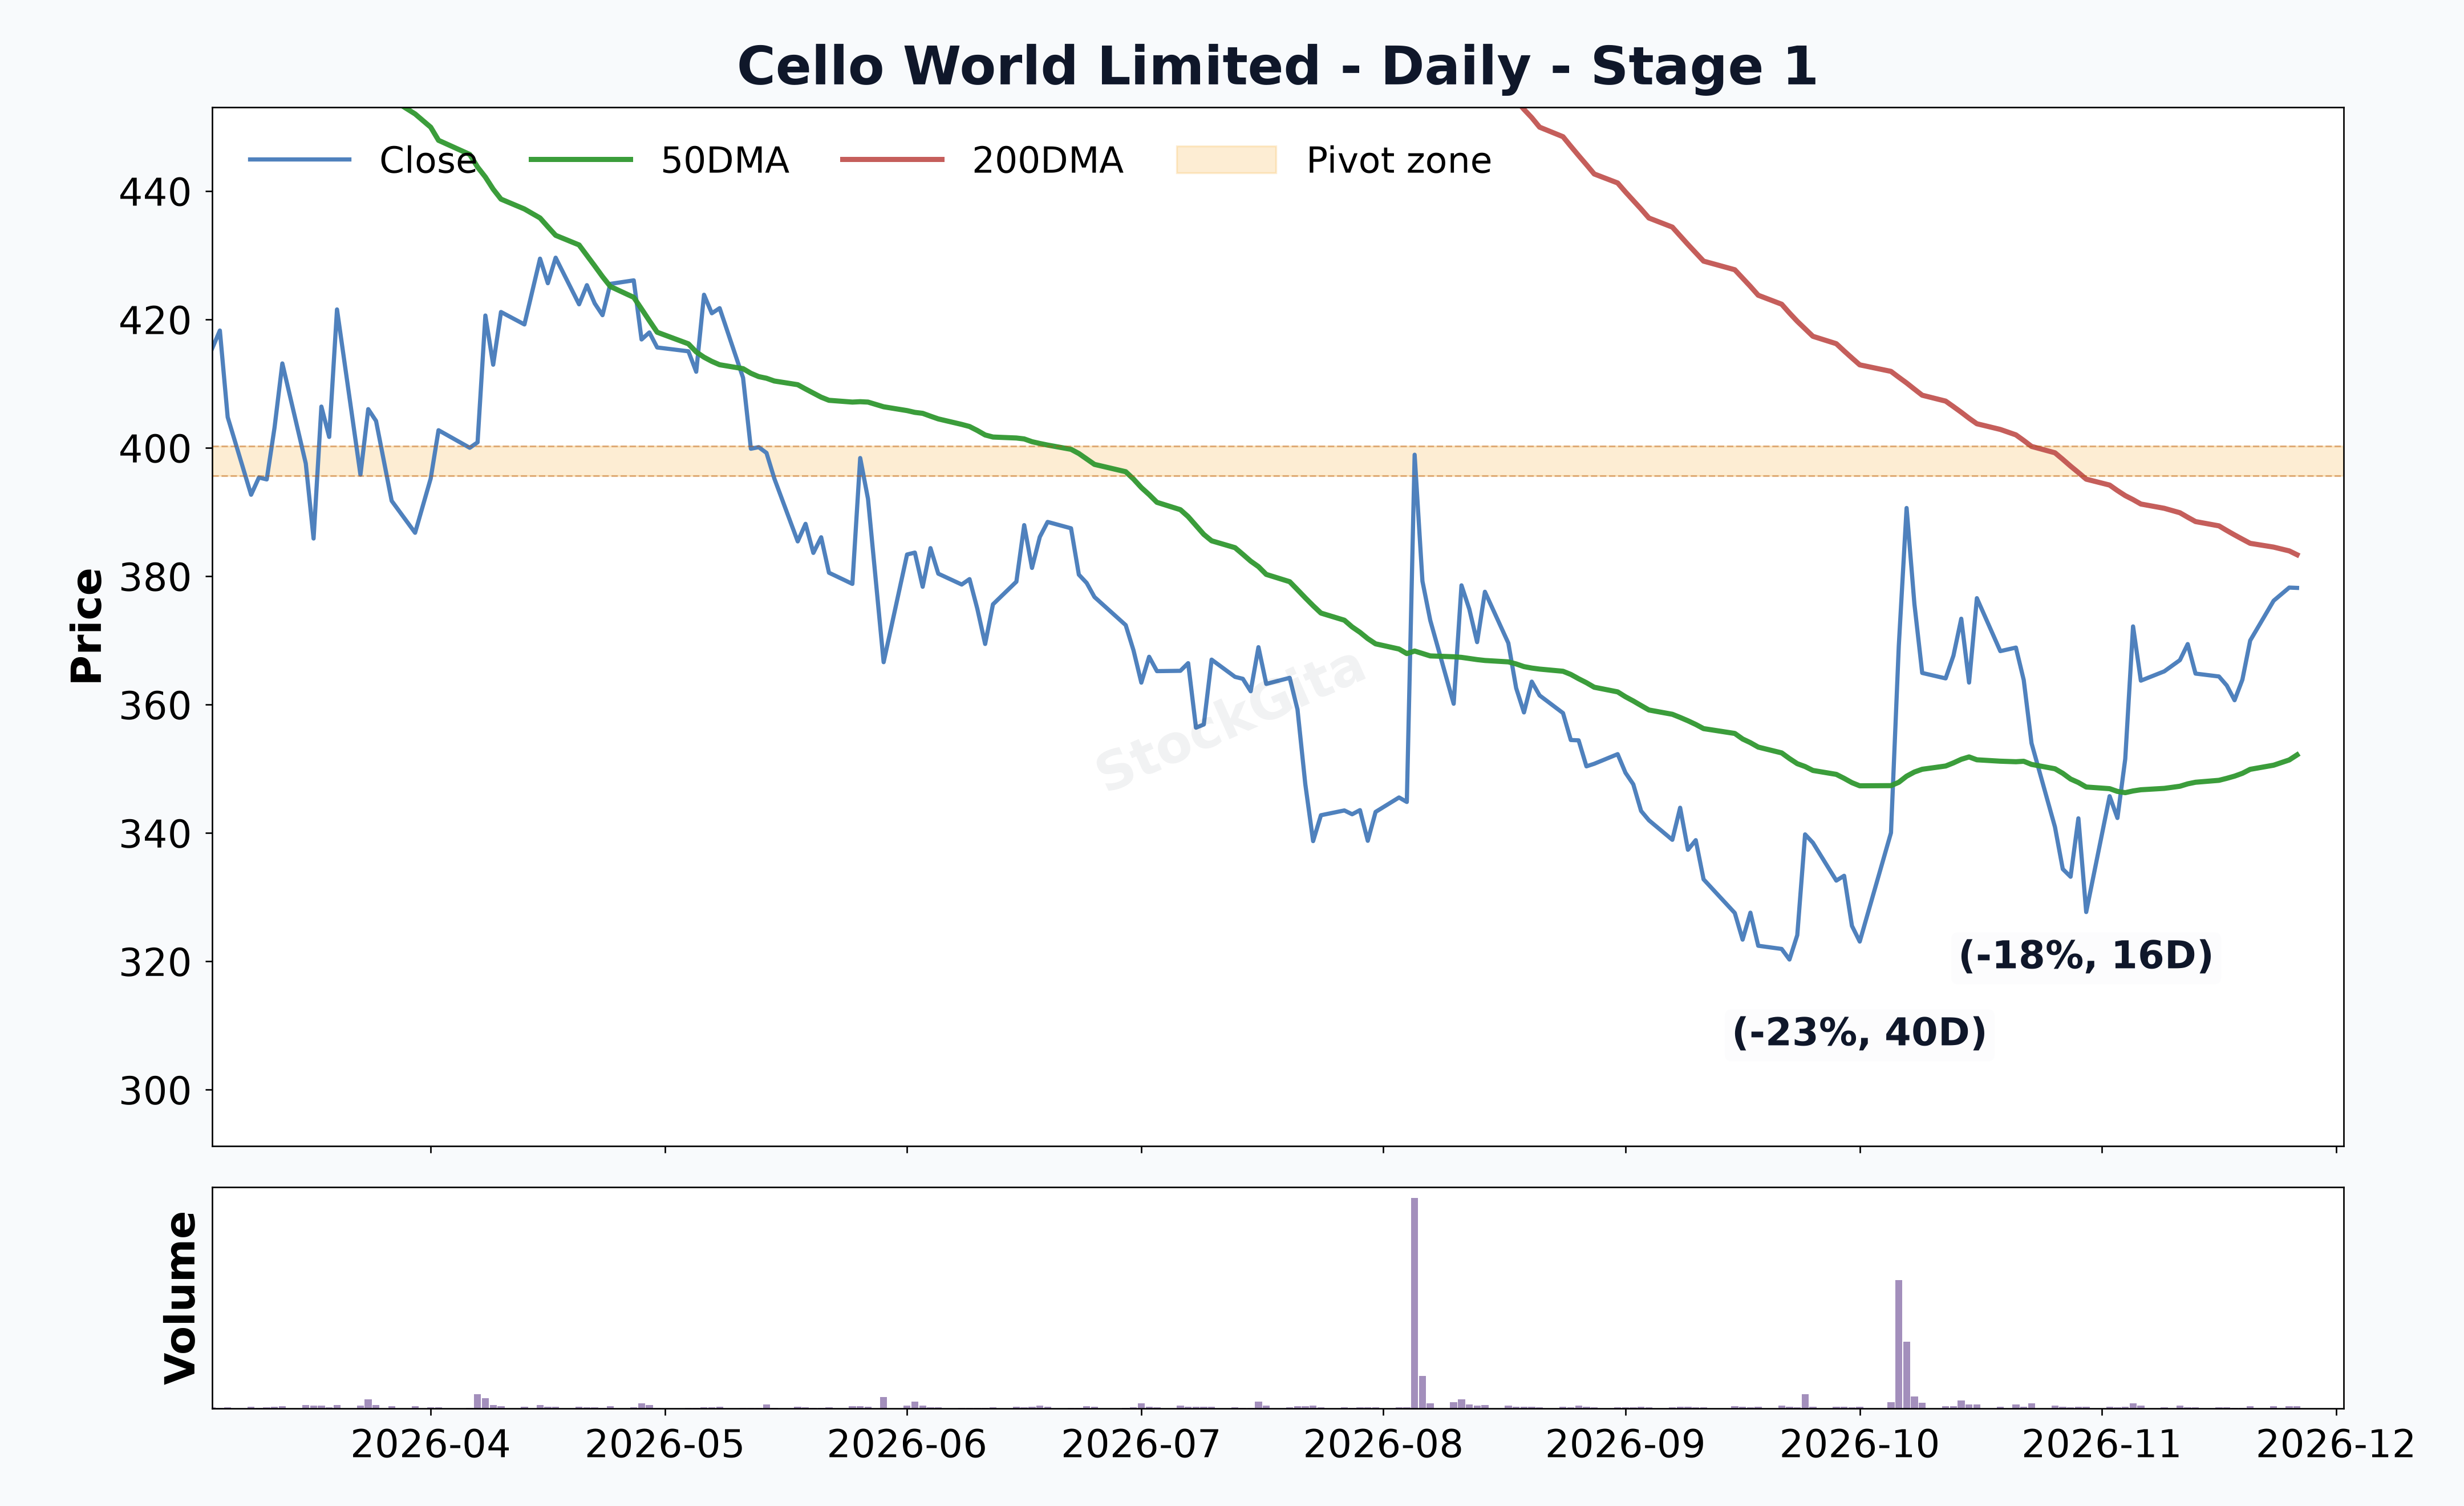 Cello World Limited - Daily - Stage 1
Close 50DMA 200DMA Pivot zone
440
420
400
380
360
340
320
300
Price
StockGita
(-18%, 16D)
(-23%, 40D)
Volume
2026-04 2026-05 2026-06 2026-07 2026-08 2026-09 2026-10 2026-11 2026-12